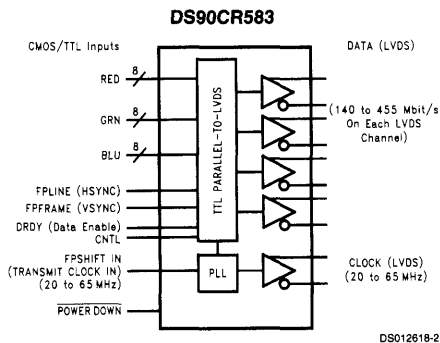 DS90CR583
CMOS/TTL Inputs
DATA (LVDS)
RED
8
GRN
8
BLU
8
FPLINE (HSYNC)
FPFRAME (VSYNC)
DRDY (Data Enable)
CNTL
FPSHIFT IN
(TRANSMIT CLOCK IN)
(20 to 65 MHz)
POWER DOWN
TTL PARALLEL-TO-LVDS
PLL
(140 to 455 Mbit/s
On Each LVDS
Channel)
CLOCK (LVDS)
(20 to 65 MHz)
DS012618-2